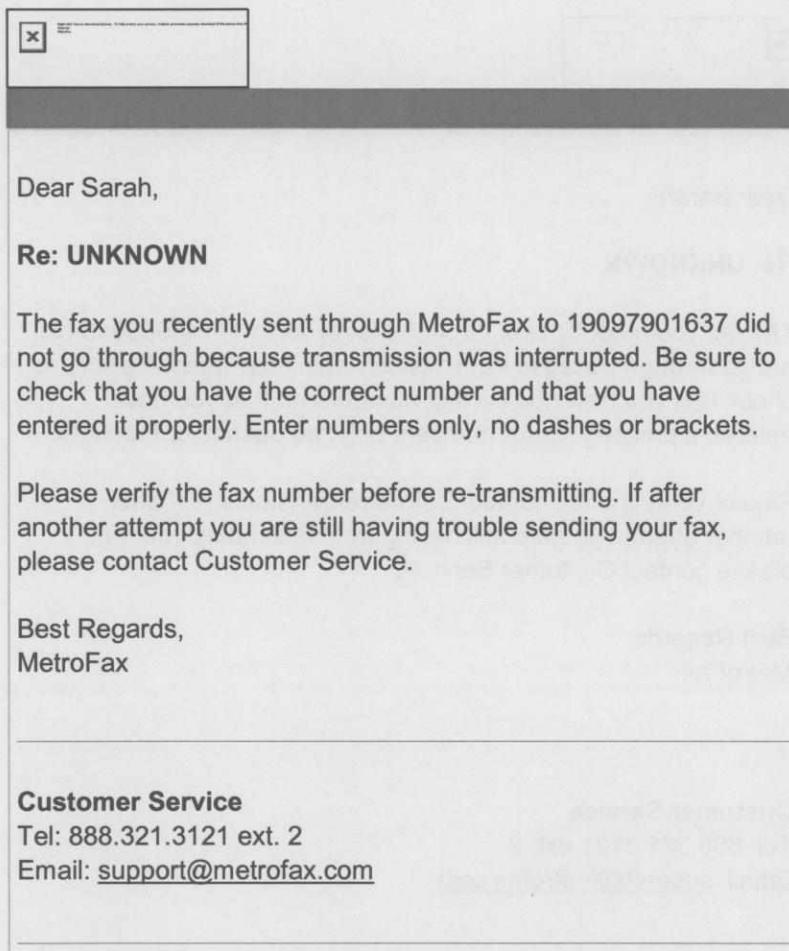 Dear Sarah,
Re: UNKNOWN
The fax you recently sent through MetroFax to 19097901637 did
not go through because transmission was interrupted. Be sure to
check that you have the correct number and that you have
entered it properly. Enter numbers only, no dashes or brackets.
Please verify the fax number before re-transmitting. If after
another attempt you are still having trouble sending your fax,
please contact Customer Service.
Best Regards,
MetroFax
Customer Service
Tel: 888.321.3121 ext. 2
Email: support@metrofax.com